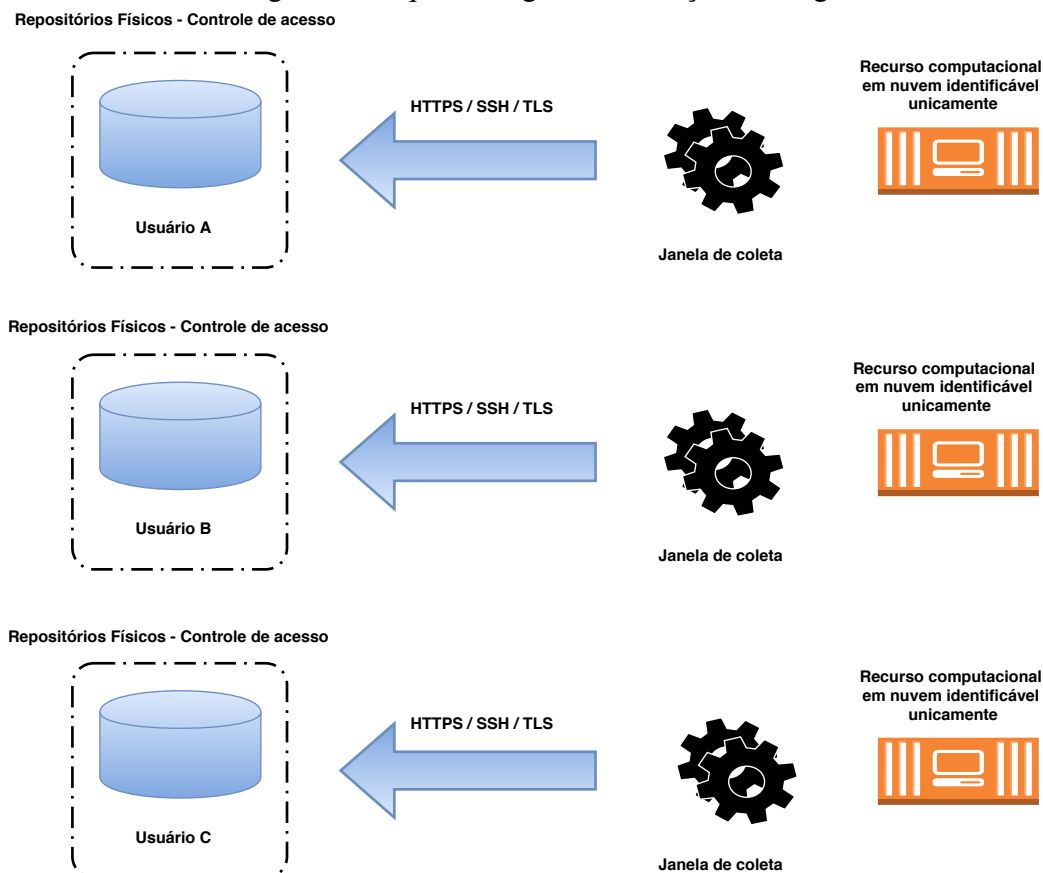 Repositórios Físicos - Controle de acesso
HTTPS / SSH / TLS
Recurso computacional
em nuvem identificável
unicamente
Usuário A
Janela de coleta
Repositórios Físicos - Controle de acesso
HTTPS / SSH / TLS
Recurso computacional
em nuvem identificável
unicamente
Usuário B
Janela de coleta
Repositórios Físicos - Controle de acesso
HTTPS / SSH / TLS
Recurso computacional
em nuvem identificável
unicamente
Usuário C
Janela de coleta